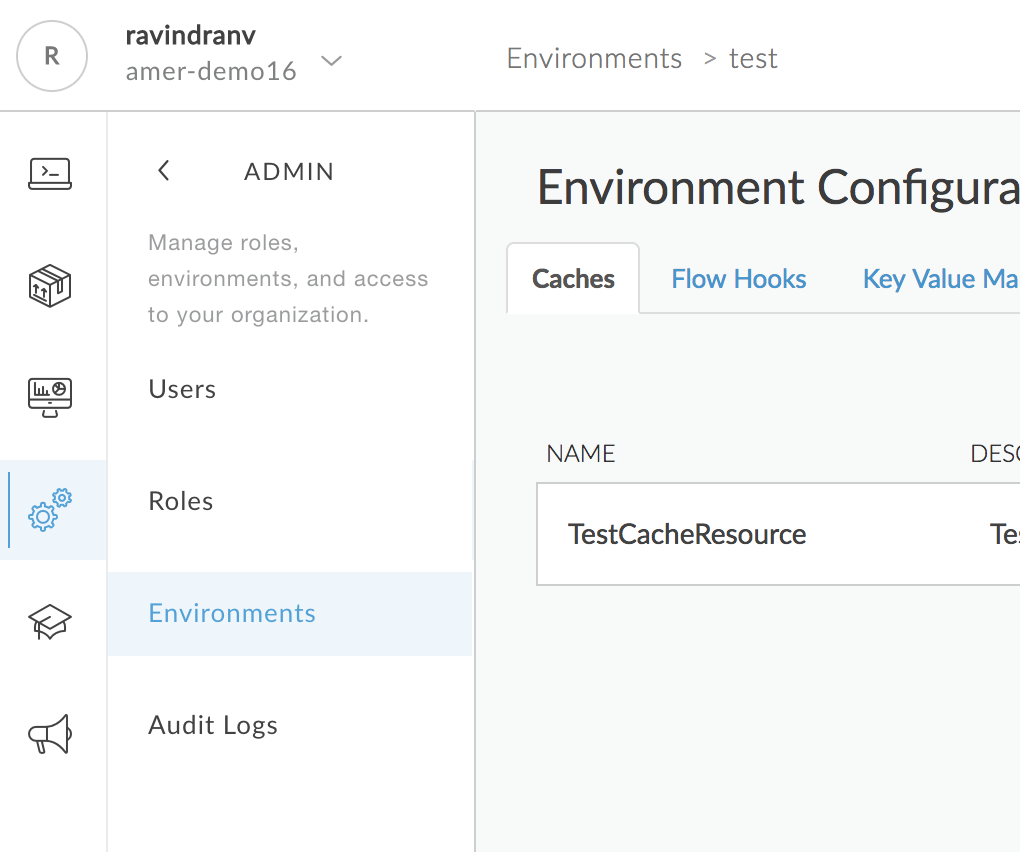 R
ravindranv
amer-demo16
Environments > test
ADMIN
Manage roles,
environments, and access
to your organization.
Users
Roles
Environments
Audit Logs
Environment Configura
Caches Flow Hooks Key Value Ma
NAME DESC
TestCacheResource Tes